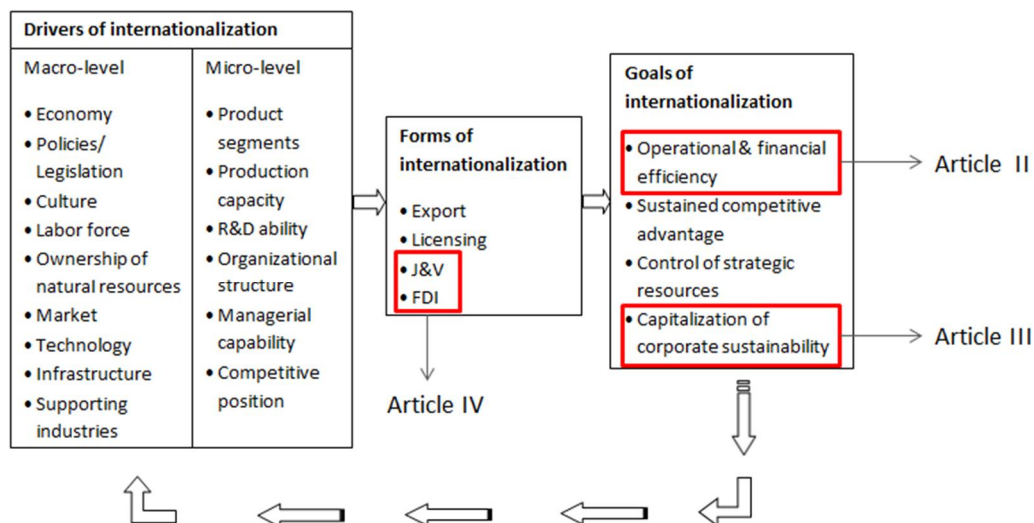 Drivers of internationalization
Macro-level
• Economy
• Policies/
Legislation
• Culture
• Labor force
• Ownership of
natural resources
• Market
• Technology
• Infrastructure
• Supporting
industries
Micro-level
• Product
segments
• Production
capacity
• R&D ability
• Organizational
structure
• Managerial
capability
• Competitive
position
Forms of
internationalization
• Export
• Licensing
• J&V
• FDI
Article IV
Goals of
internationalization
• Operational & financial
efficiency
• Sustained competitive
advantage
• Control of strategic
resources
• Capitalization of
corporate sustainability
Article II
Article III